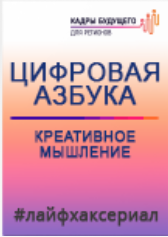 КАДРЫ БУДУЩЕГО
ДЛЯ РЕГИОНОВ
ЦИФРОВАЯ
АЗБУКА
КРЕАТИВНОЕ
МЫШЛЕНИЕ
#лайфхаксериал